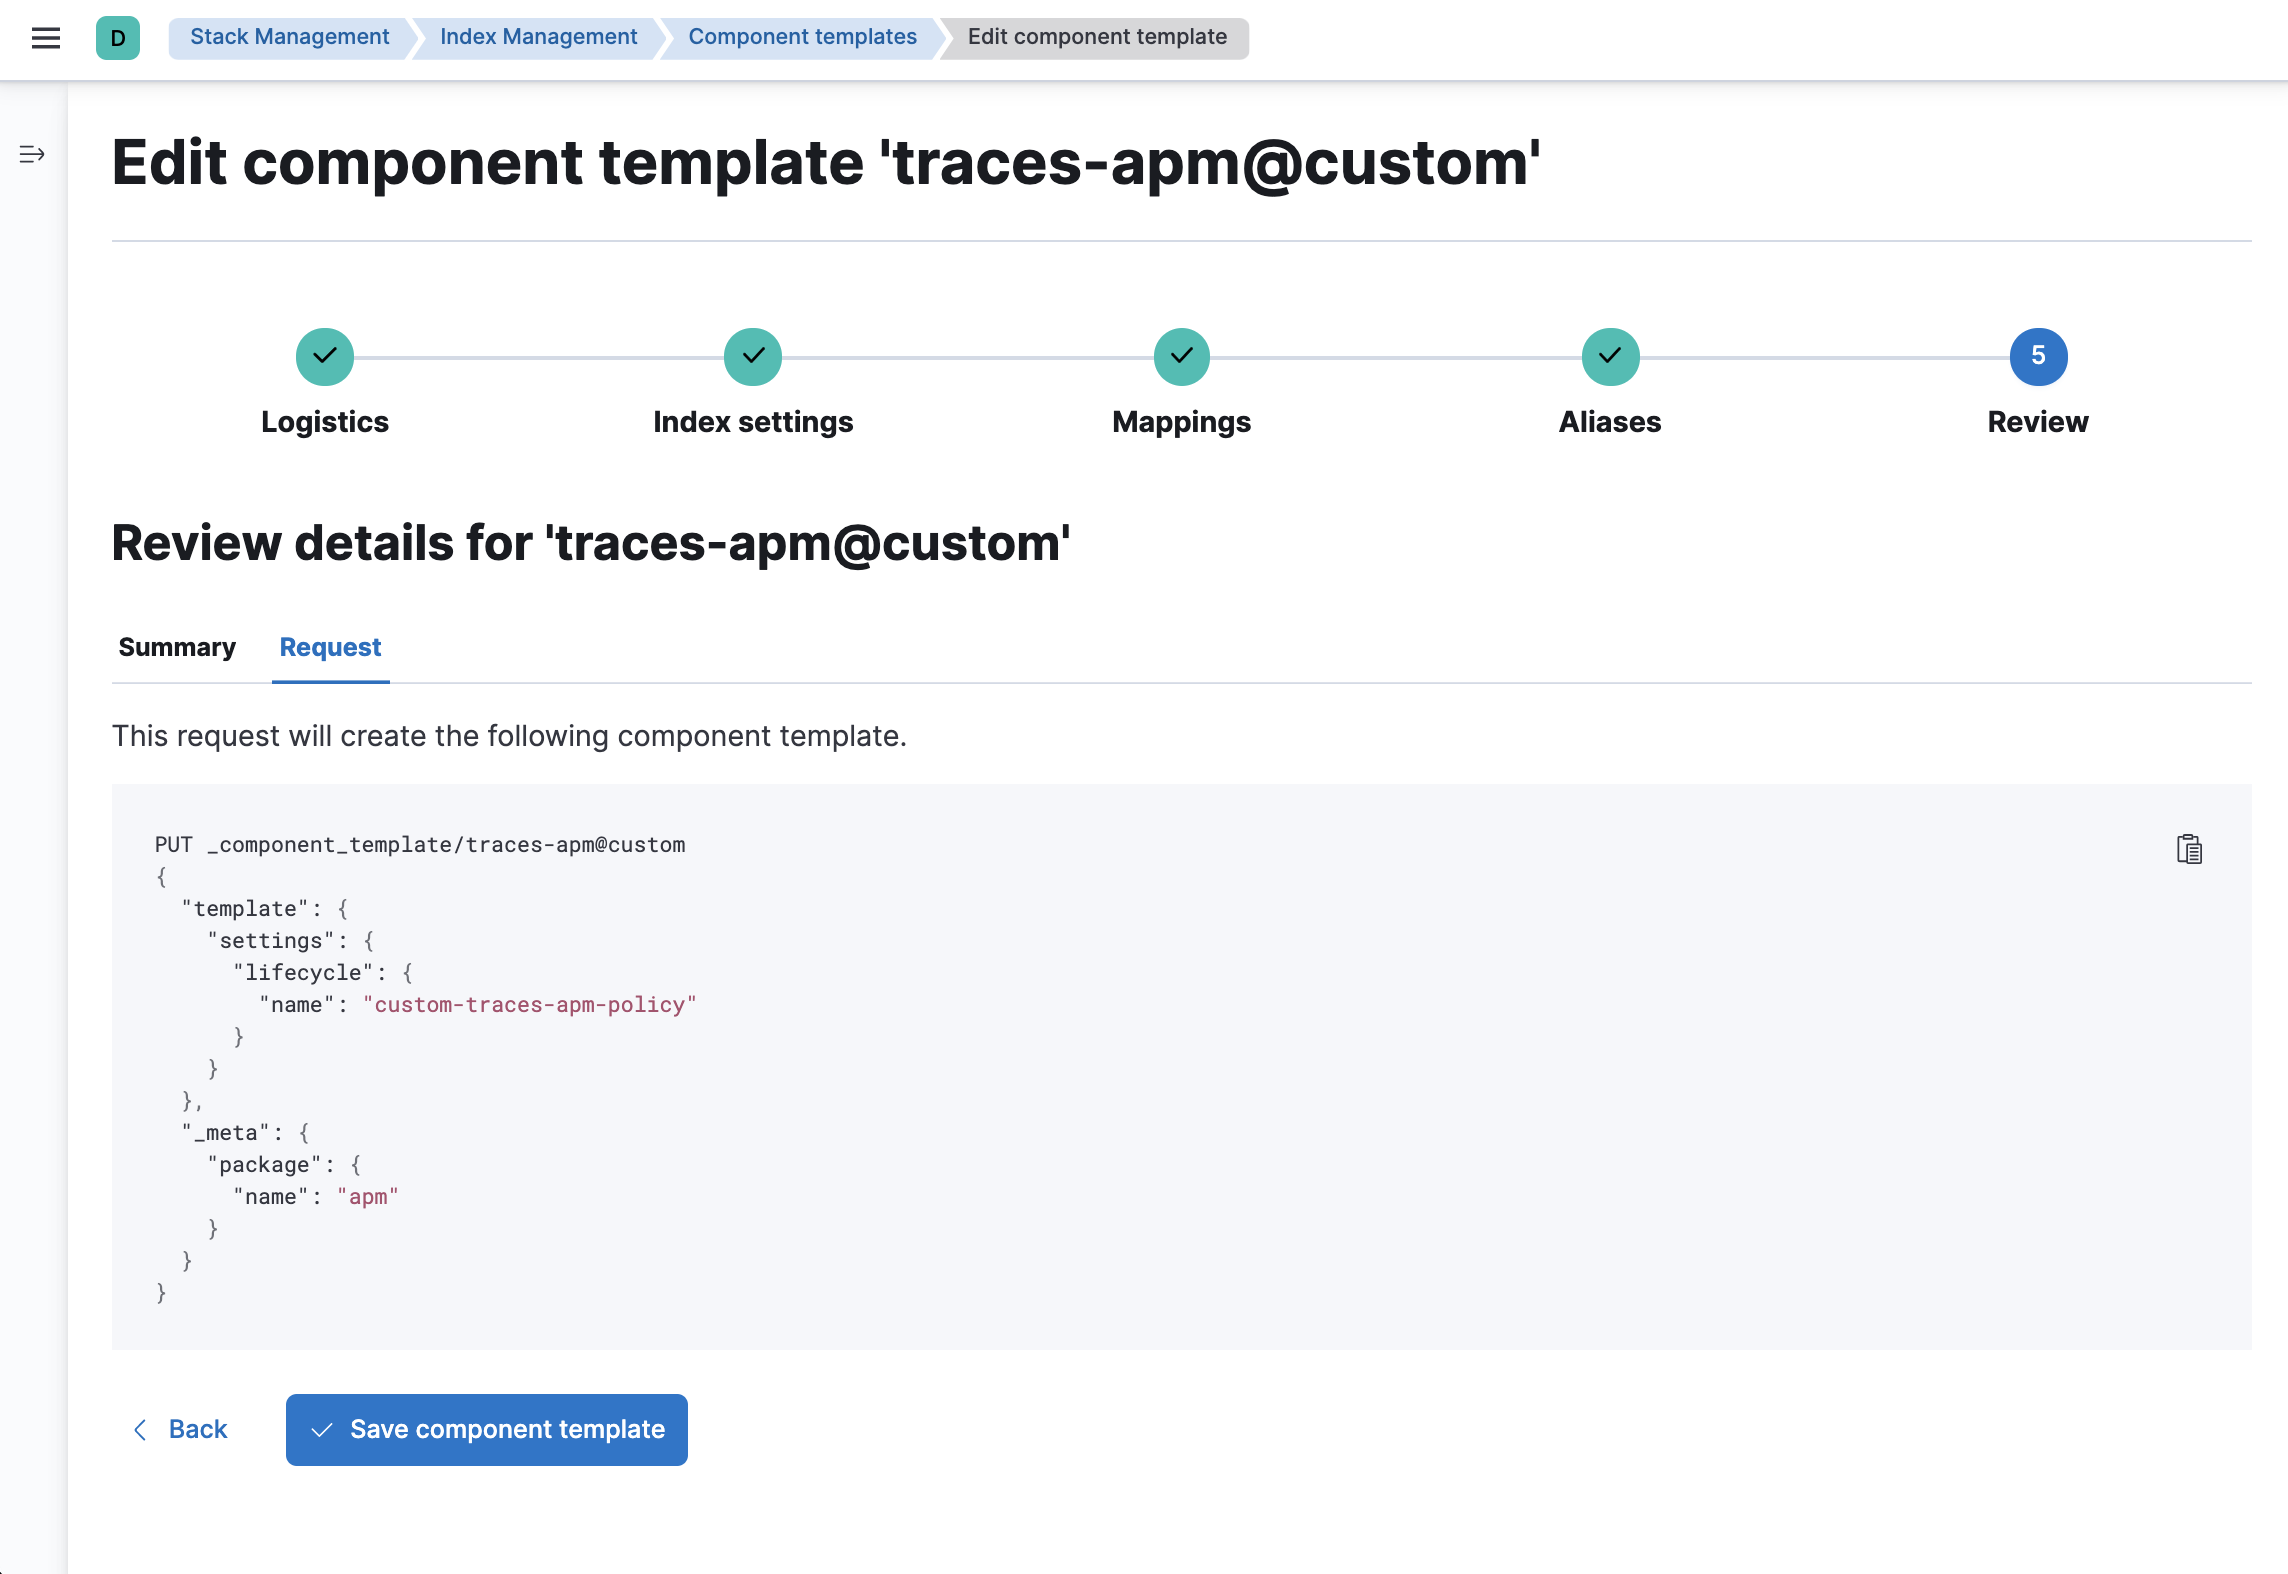 D
Stack Management
Index Management
Component templates
Edit component template
Edit component template 'traces-apm@custom'
5
Logistics
Index settings
Mappings
Aliases
Review
Review details for 'traces-apm@custom'
Summary
Request
This request will create the following component template.
PUT _component_template/traces-apm@custom
{
  "template": {
    "settings": {
      "lifecycle": {
        "name": "custom-traces-apm-policy"
      }
    }
  },
  "_meta": {
    "package": {
      "name": "apm"
    }
  }
}
Back
Save component template